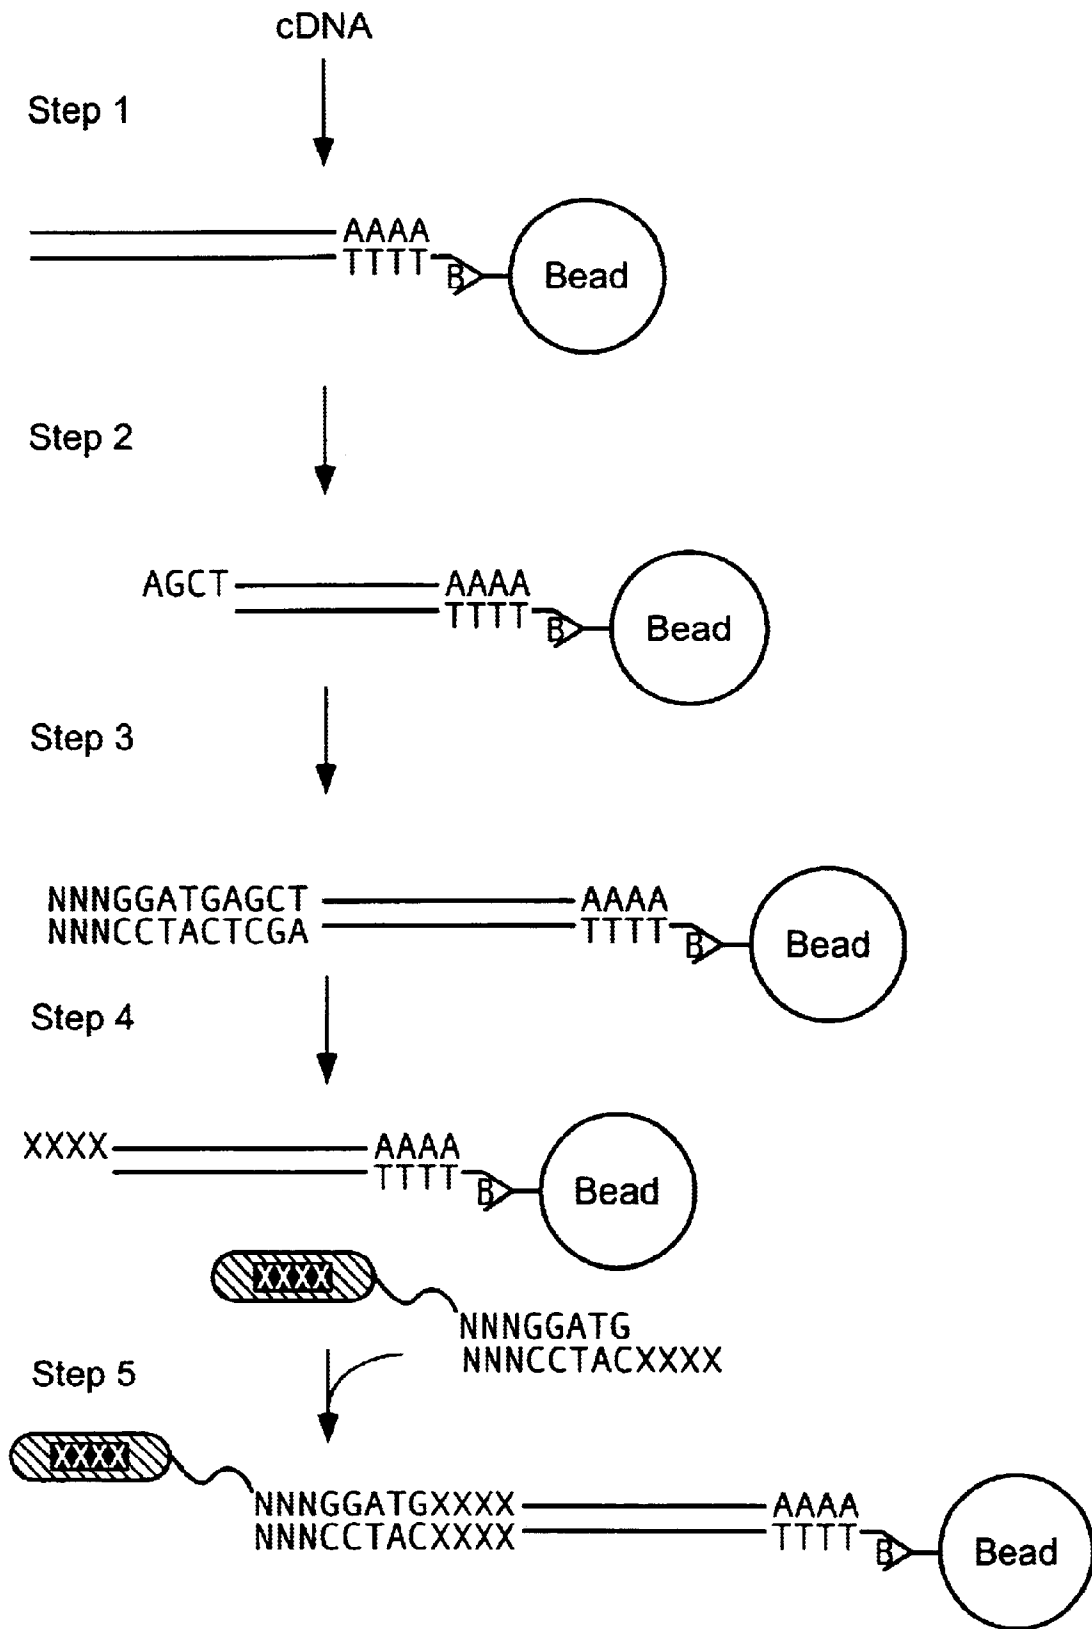 cDNA
Step 1
AAAA
TTTT
B
Bead
Step 2
AGCT
AAAA
TTTT
B
Bead
Step 3
NNNGGATGAGCT
AAAA
NNNCCTACTCGA
TTTT
B
Bead
Step 4
XXXX
AAAA
TTTT
B
Bead
XXXX
NNNGGATG
NNNCCTACXXXX
Step 5
XXXX
NNNGGATGXXXX
AAAA
NNNCCTACXXXX
TTTT
B
Bead